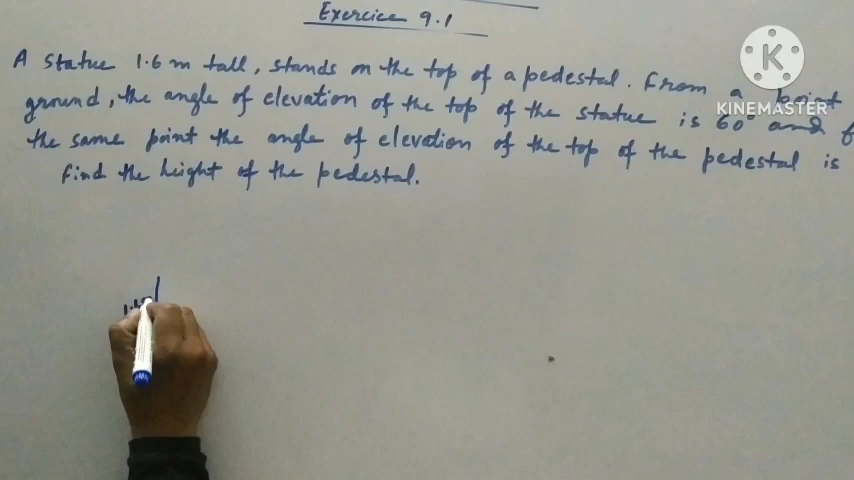 Exercice 9.1
A statue 1.6 m tall, stands on the top of a pedestal. From a point
ground, the angle of elevation of the top of the statue is 60° and f
the same point the angle of elevation of the top of the pedestal is
find the height of the pedestal.
K
KINEMASTER